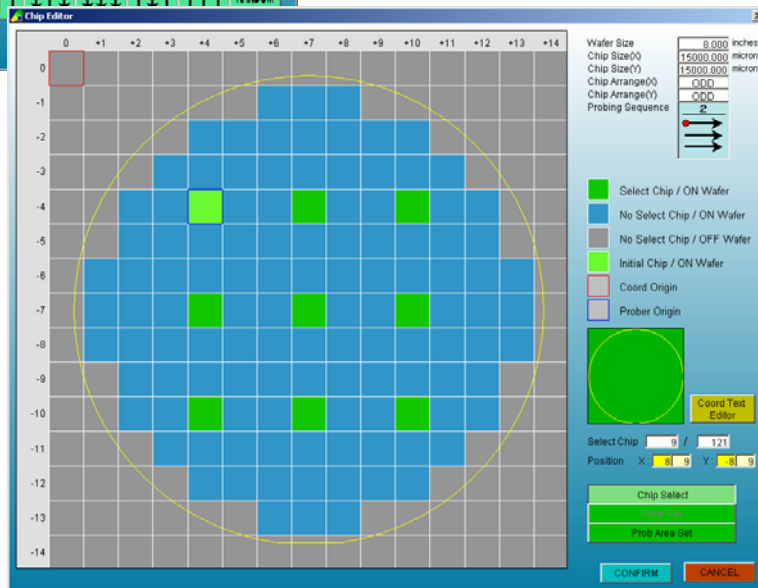 Chip Editor
0 +1 +2 +3 +4 +5 +6 +7 +8 +9 +10 +11 +12 +13 +14
0
-1
-2
-3
-4
-5
-6
-7
-8
-9
-10
-11
-12
-13
-14
Wafer Size 8.000 inches
Chip Size(X) 15000.000 micron
Chip Size(Y) 15000.000 micron
Chip Arrange(X) ODD
Chip Arrange(Y) ODD
Probing Sequence 2
Select Chip / ON Wafer
No Select Chip / ON Wafer
No Select Chip / OFF Wafer
Initial Chip / ON Wafer
Coord Origin
Prober Origin
Coord Text
Editor
Select Chip 9 / 121
Position X: 8 9 Y: -8 9
Chip Select
Prob Area Set
CONFIRM CANCEL